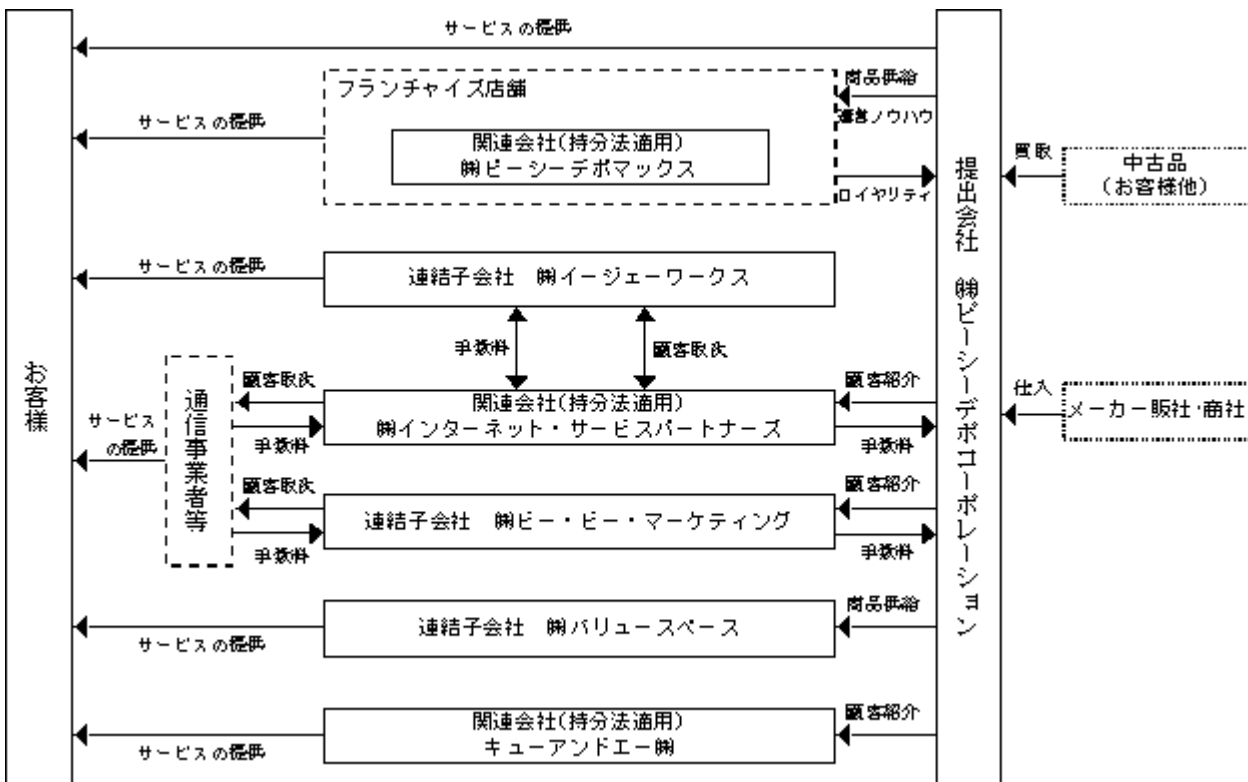 サービスの提供
フランチャイズ店舗
商品供給
運営ノウハウ
サービスの提供
関連会社(持分法適用)
㈱ピーシーデポマックス
ロイヤリティ
買取
中古品
(お客様他)
サービスの提供
連結子会社　㈱イージェーワークス
手数料
顧客取次
お客様
提出会社　㈱ピーシーデポコーポレーション
通信事業者等
サービス
の提供
顧客取次
手数料
関連会社(持分法適用)
㈱インターネット・サービスパートナーズ
顧客紹介
手数料
仕入
メーカー販社・商社
顧客取次
手数料
連結子会社　㈱ビー・ビー・マーケティング
顧客紹介
手数料
商品供給
連結子会社　㈱バリュースペース
サービスの提供
関連会社(持分法適用)
キューアンドエー㈱
顧客紹介
サービスの提供